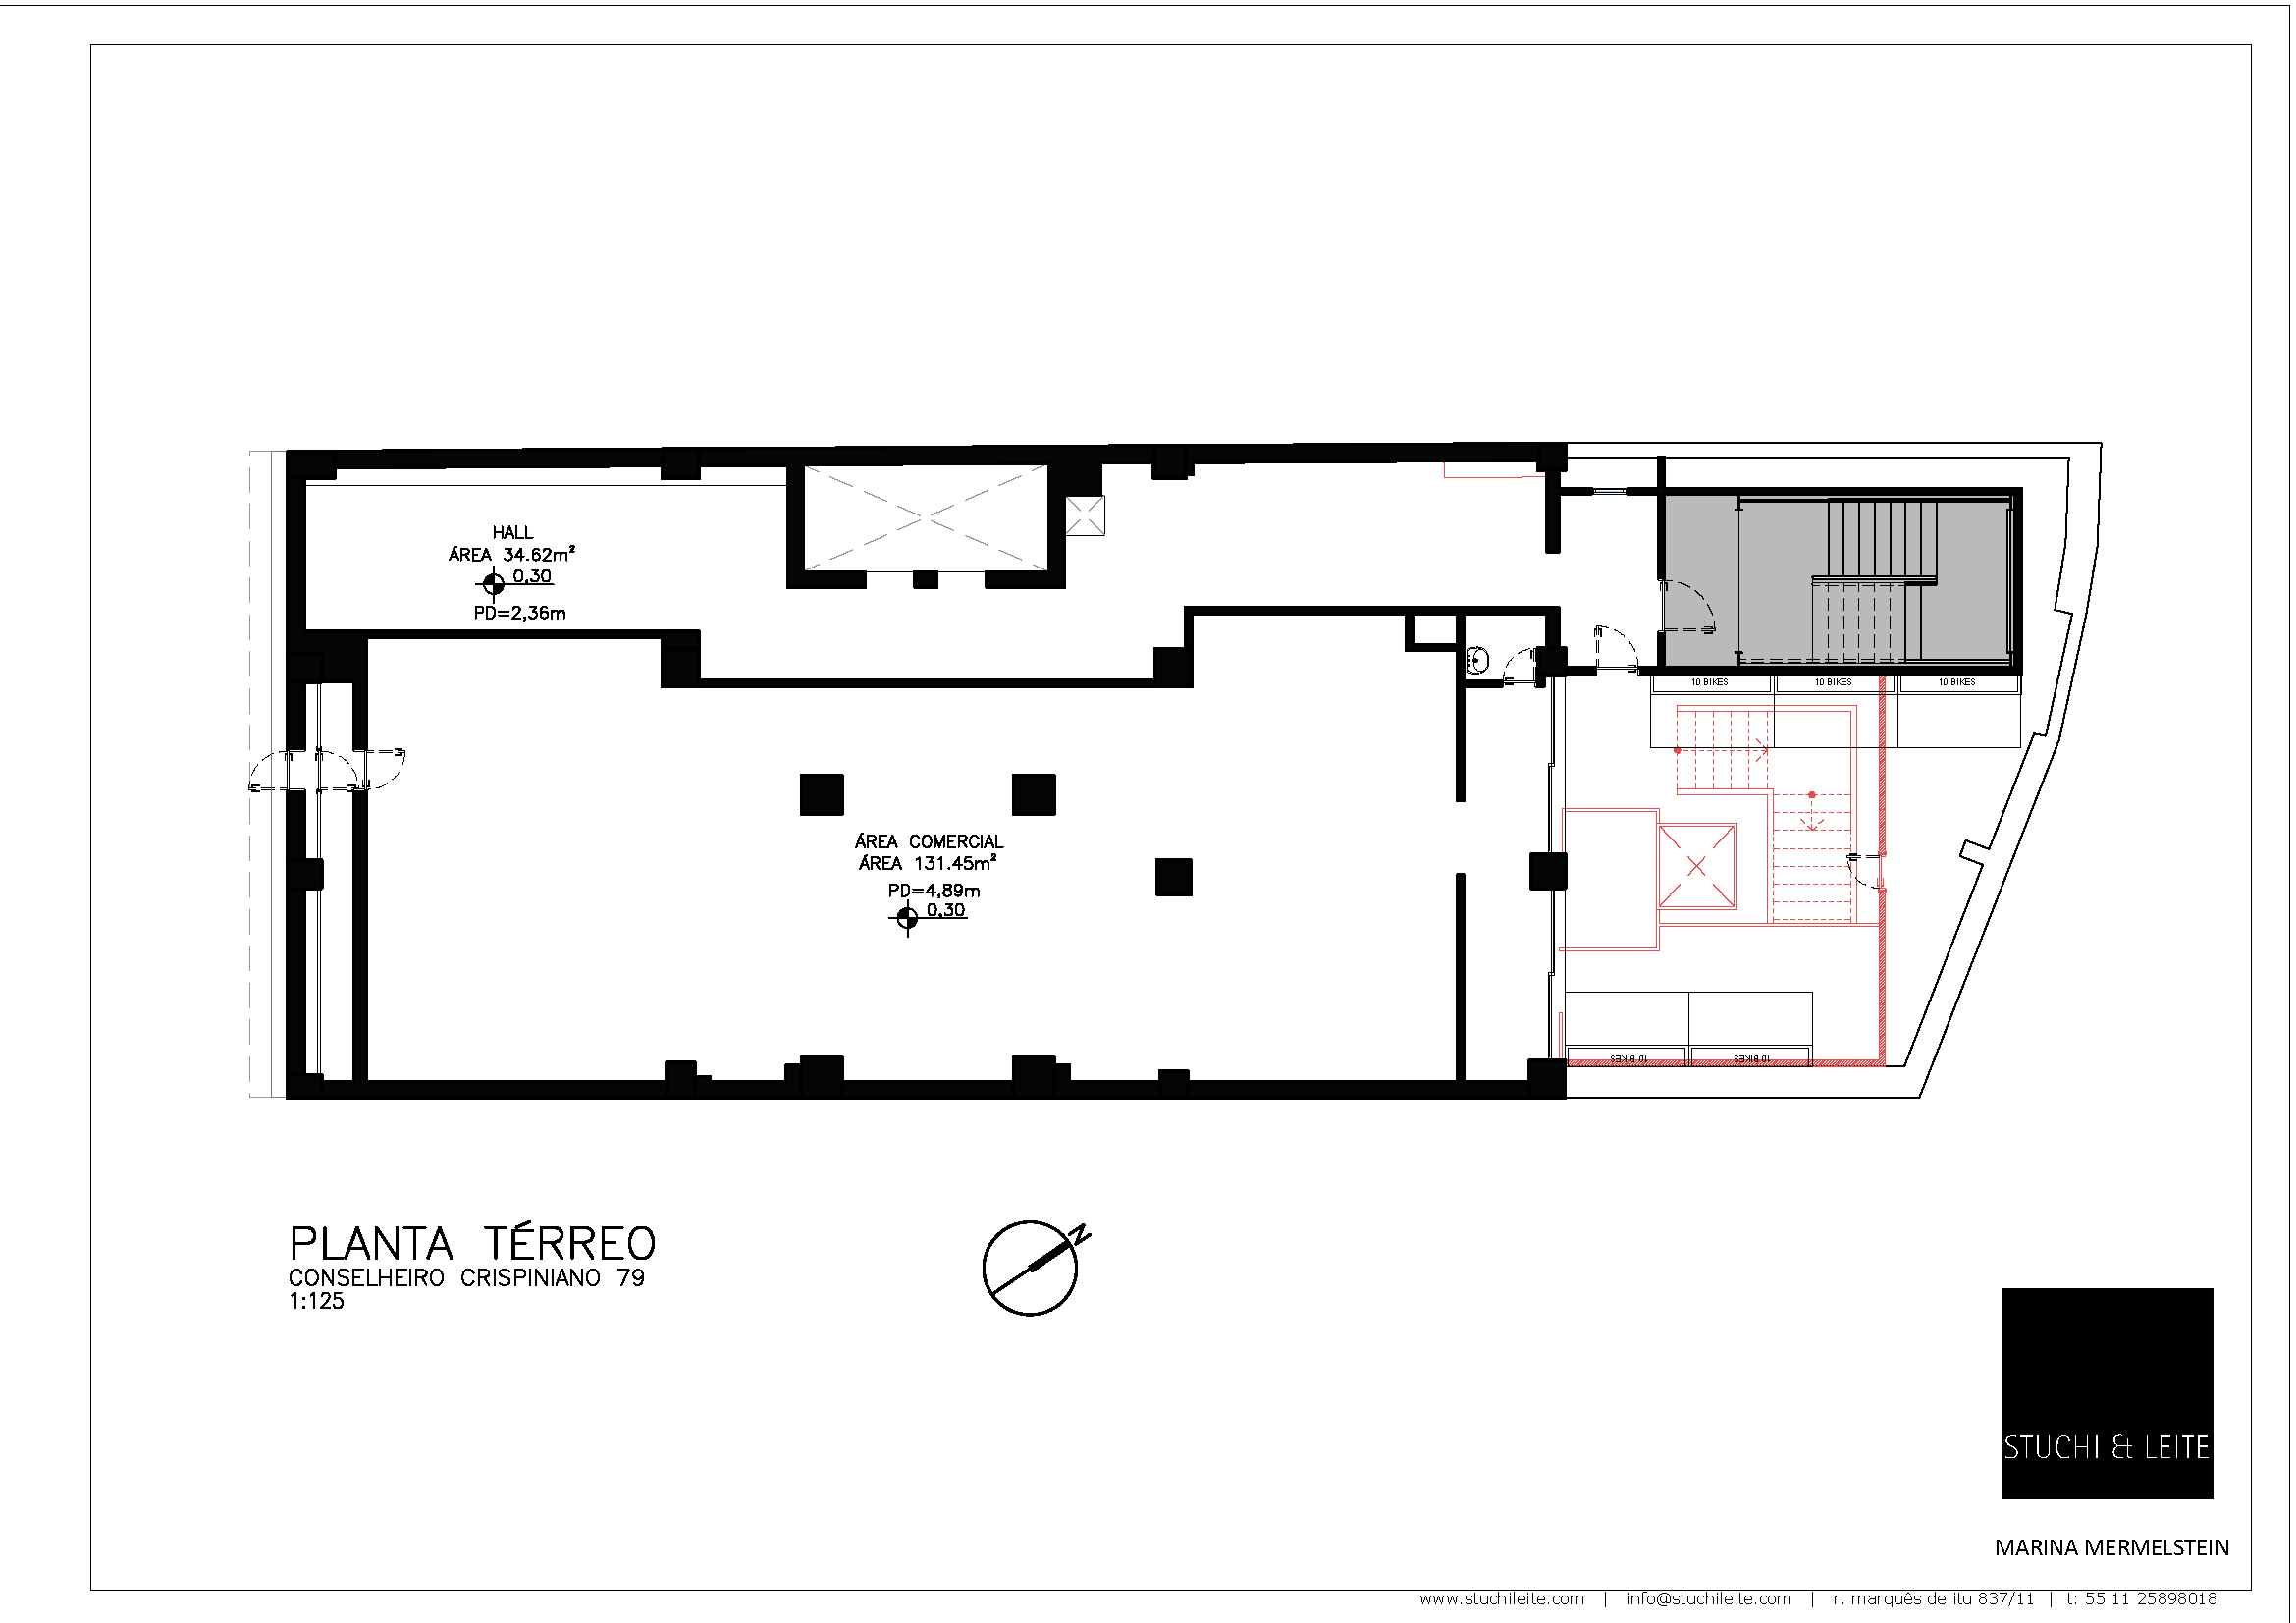 HALL
ÁREA 34.62m²
0,30
PD=2,36m
10 BIKES
10 BIKES
10 BIKES
ÁREA COMERCIAL
ÁREA 131.45m²
PD=4,89m
0,30
10 BIKES
10 BIKES
PLANTA TÉRREO
CONSELHEIRO CRISPINIANO 79
1:125
N
STUCHI & LEITE
MARINA MERMELSTEIN
www.stuchileite.com | info@stuchileite.com | r. marquês de itu 837/11 | t: 55 11 25898018